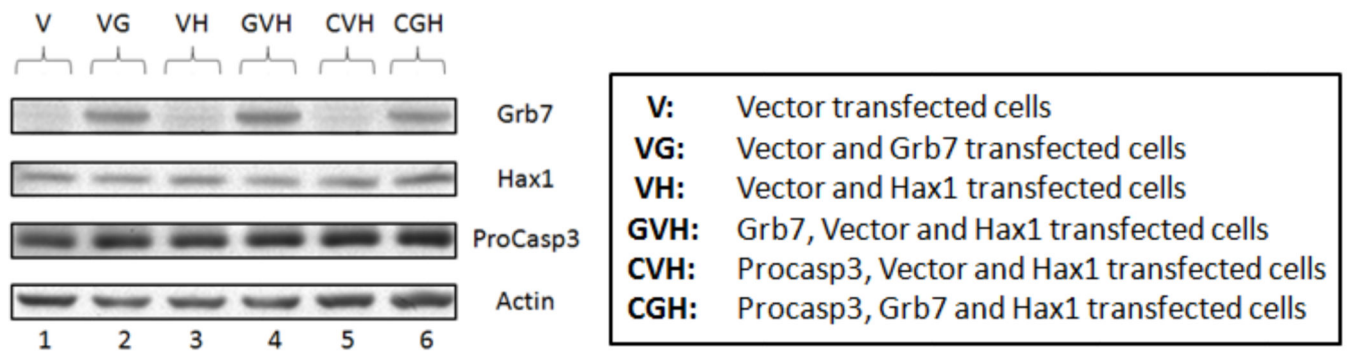 V VG VH GVH CVH CGH
Grb7
Hax1
ProCasp3
Actin
1 2 3 4 5 6
V: Vector transfected cells
VG: Vector and Grb7 transfected cells
VH: Vector and Hax1 transfected cells
GVH: Grb7, Vector and Hax1 transfected cells
CVH: Procasp3, Vector and Hax1 transfected cells
CGH: Procasp3, Grb7 and Hax1 transfected cells